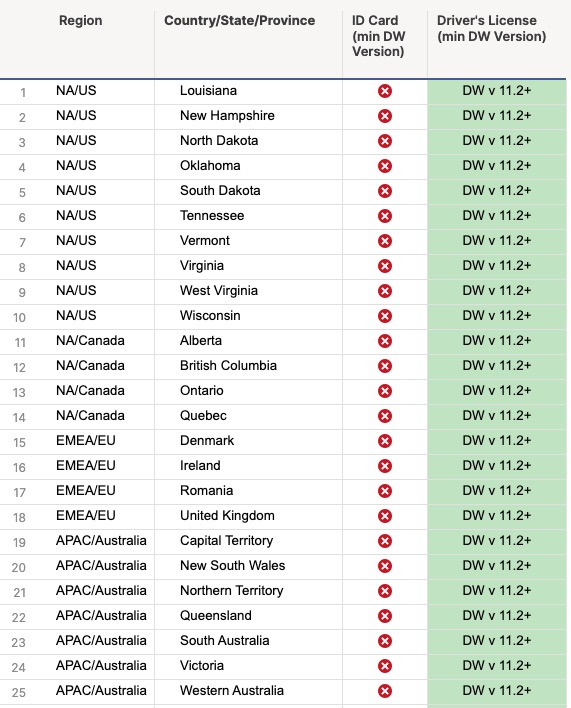 Region Country/State/Province ID Card (min DW Version) Driver's License (min DW Version)
1 NA/US Louisiana DW v 11.2+
2 NA/US New Hampshire DW v 11.2+
3 NA/US North Dakota DW v 11.2+
4 NA/US Oklahoma DW v 11.2+
5 NA/US South Dakota DW v 11.2+
6 NA/US Tennessee DW v 11.2+
7 NA/US Vermont DW v 11.2+
8 NA/US Virginia DW v 11.2+
9 NA/US West Virginia DW v 11.2+
10 NA/US Wisconsin DW v 11.2+
11 NA/Canada Alberta DW v 11.2+
12 NA/Canada British Columbia DW v 11.2+
13 NA/Canada Ontario DW v 11.2+
14 NA/Canada Quebec DW v 11.2+
15 EMEA/EU Denmark DW v 11.2+
16 EMEA/EU Ireland DW v 11.2+
17 EMEA/EU Romania DW v 11.2+
18 EMEA/EU United Kingdom DW v 11.2+
19 APAC/Australia Capital Territory DW v 11.2+
20 APAC/Australia New South Wales DW v 11.2+
21 APAC/Australia Northern Territory DW v 11.2+
22 APAC/Australia Queensland DW v 11.2+
23 APAC/Australia South Australia DW v 11.2+
24 APAC/Australia Victoria DW v 11.2+
25 APAC/Australia Western Australia DW v 11.2+